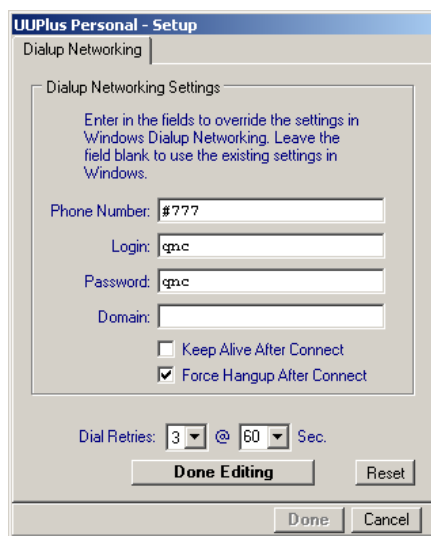 UUPlus Personal - Setup
Dialup Networking
Dialup Networking Settings
Enter in the fields to override the settings in
Windows Dialup Networking. Leave the
field blank to use the existing settings in
Windows.
Phone Number: #777
Login: qnc
Password: qnc
Domain:
Keep Alive After Connect
Force Hangup After Connect
Dial Retries: 3 @ 60 Sec.
Done Editing Reset
Done Cancel